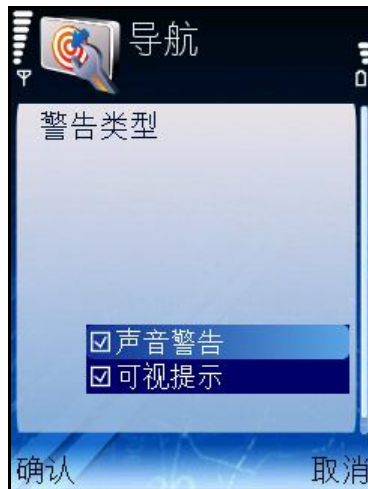 导航
警告类型
声音警告
可视提示
确认
取消